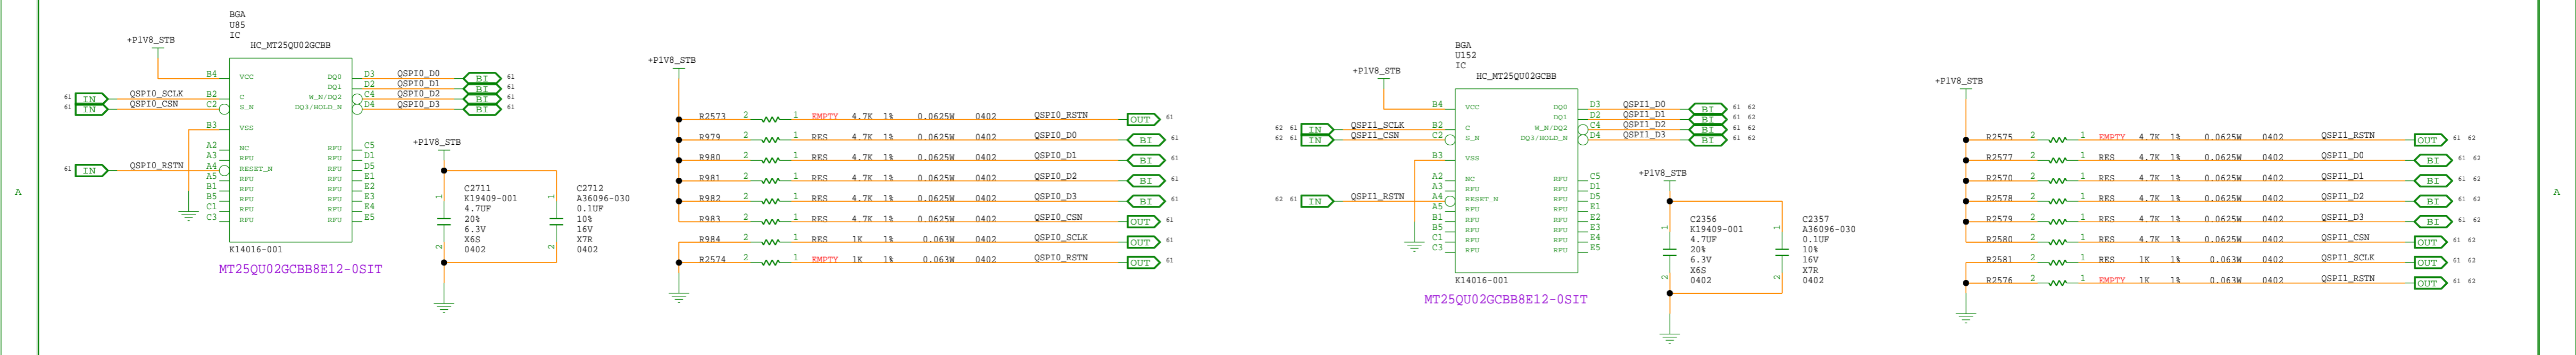 BGA
U85
IC
HC_MT25QU02GCBB
+P1V8_STB
B4 VCC DQ0 D3 QSPI0_D0 BI 61
DQ1 D2 QSPI0_D1 BI
61 IN QSPI0_SCLK B2 C W_N/DQ2 C4 QSPI0_D2 BI
61 IN QSPI0_CSN C2 S_N DQ3/HOLD_N D4 QSPI0_D3 BI
B3 VSS
A2 NC RFU C5
A3 RFU RFU D1
61 IN QSPI0_RSTN A4 RESET_N RFU D5
A5 RFU RFU E1
B1 RFU RFU E2
B5 RFU RFU E3
C1 RFU RFU E4
C3 RFU RFU E5
K14016-001
MT25QU02GCBB8E12-0SIT
+P1V8_STB
1
2
C2711
K19409-001
4.7UF
20%
6.3V
X6S
0402
1
2
C2712
A36096-030
0.1UF
10%
16V
X7R
0402
+P1V8_STB
R2573 2 1 EMPTY 4.7K 1% 0.0625W 0402 QSPI0_RSTN OUT 61
R979 2 1 RES 4.7K 1% 0.0625W 0402 QSPI0_D0 BI
R980 2 1 RES 4.7K 1% 0.0625W 0402 QSPI0_D1 BI
R981 2 1 RES 4.7K 1% 0.0625W 0402 QSPI0_D2 BI
R982 2 1 RES 4.7K 1% 0.0625W 0402 QSPI0_D3 BI
R983 2 1 RES 4.7K 1% 0.0625W 0402 QSPI0_CSN OUT
R984 2 1 RES 1K 1% 0.063W 0402 QSPI0_SCLK OUT 61
R2574 2 1 EMPTY 1K 1% 0.063W 0402 QSPI0_RSTN OUT 61
BGA
U152
IC
HC_MT25QU02GCBB
+P1V8_STB
B4 VCC DQ0 D3 QSPI1_D0 BI 61 62
DQ1 D2 QSPI1_D1 BI
62 61 IN QSPI1_SCLK B2 C W_N/DQ2 C4 QSPI1_D2 BI
62 61 IN QSPI1_CSN C2 S_N DQ3/HOLD_N D4 QSPI1_D3 BI
B3 VSS
A2 NC RFU C5
A3 RFU RFU D1
62 61 IN QSPI1_RSTN A4 RESET_N RFU D5
A5 RFU RFU E1
B1 RFU RFU E2
B5 RFU RFU E3
C1 RFU RFU E4
C3 RFU RFU E5
K14016-001
MT25QU02GCBB8E12-0SIT
+P1V8_STB
1
2
C2356
K19409-001
4.7UF
20%
6.3V
X6S
0402
1
2
C2357
A36096-030
0.1UF
10%
16V
X7R
0402
+P1V8_STB
R2575 2 1 EMPTY 4.7K 1% 0.0625W 0402 QSPI1_RSTN OUT 61 62
R2577 2 1 RES 4.7K 1% 0.0625W 0402 QSPI1_D0 BI 61 62
R2570 2 1 RES 4.7K 1% 0.0625W 0402 QSPI1_D1 BI 61 62
R2578 2 1 RES 4.7K 1% 0.0625W 0402 QSPI1_D2 BI 61 62
R2579 2 1 RES 4.7K 1% 0.0625W 0402 QSPI1_D3 BI 61 62
R2580 2 1 RES 4.7K 1% 0.0625W 0402 QSPI1_CSN OUT 61 62
R2581 2 1 RES 1K 1% 0.063W 0402 QSPI1_SCLK OUT 61 62
R2576 2 1 EMPTY 1K 1% 0.063W 0402 QSPI1_RSTN OUT 61 62
A
A